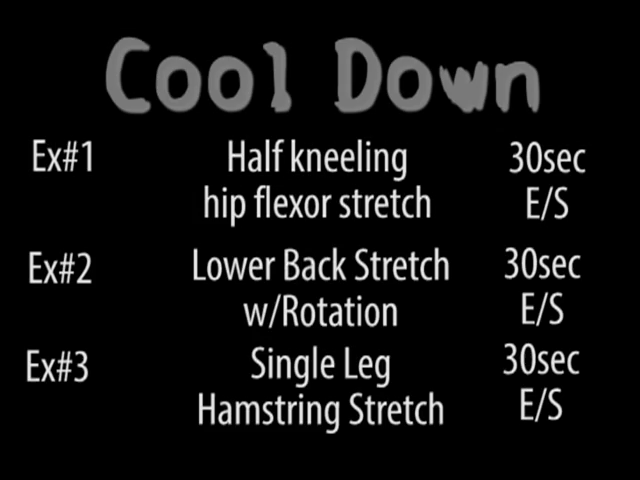 Cool Down
Ex#1 Half kneeling 30sec
hip flexor stretch E/S
Ex#2 Lower Back Stretch 30sec
w/Rotation E/S
Ex#3 Single Leg 30sec
Hamstring Stretch E/S